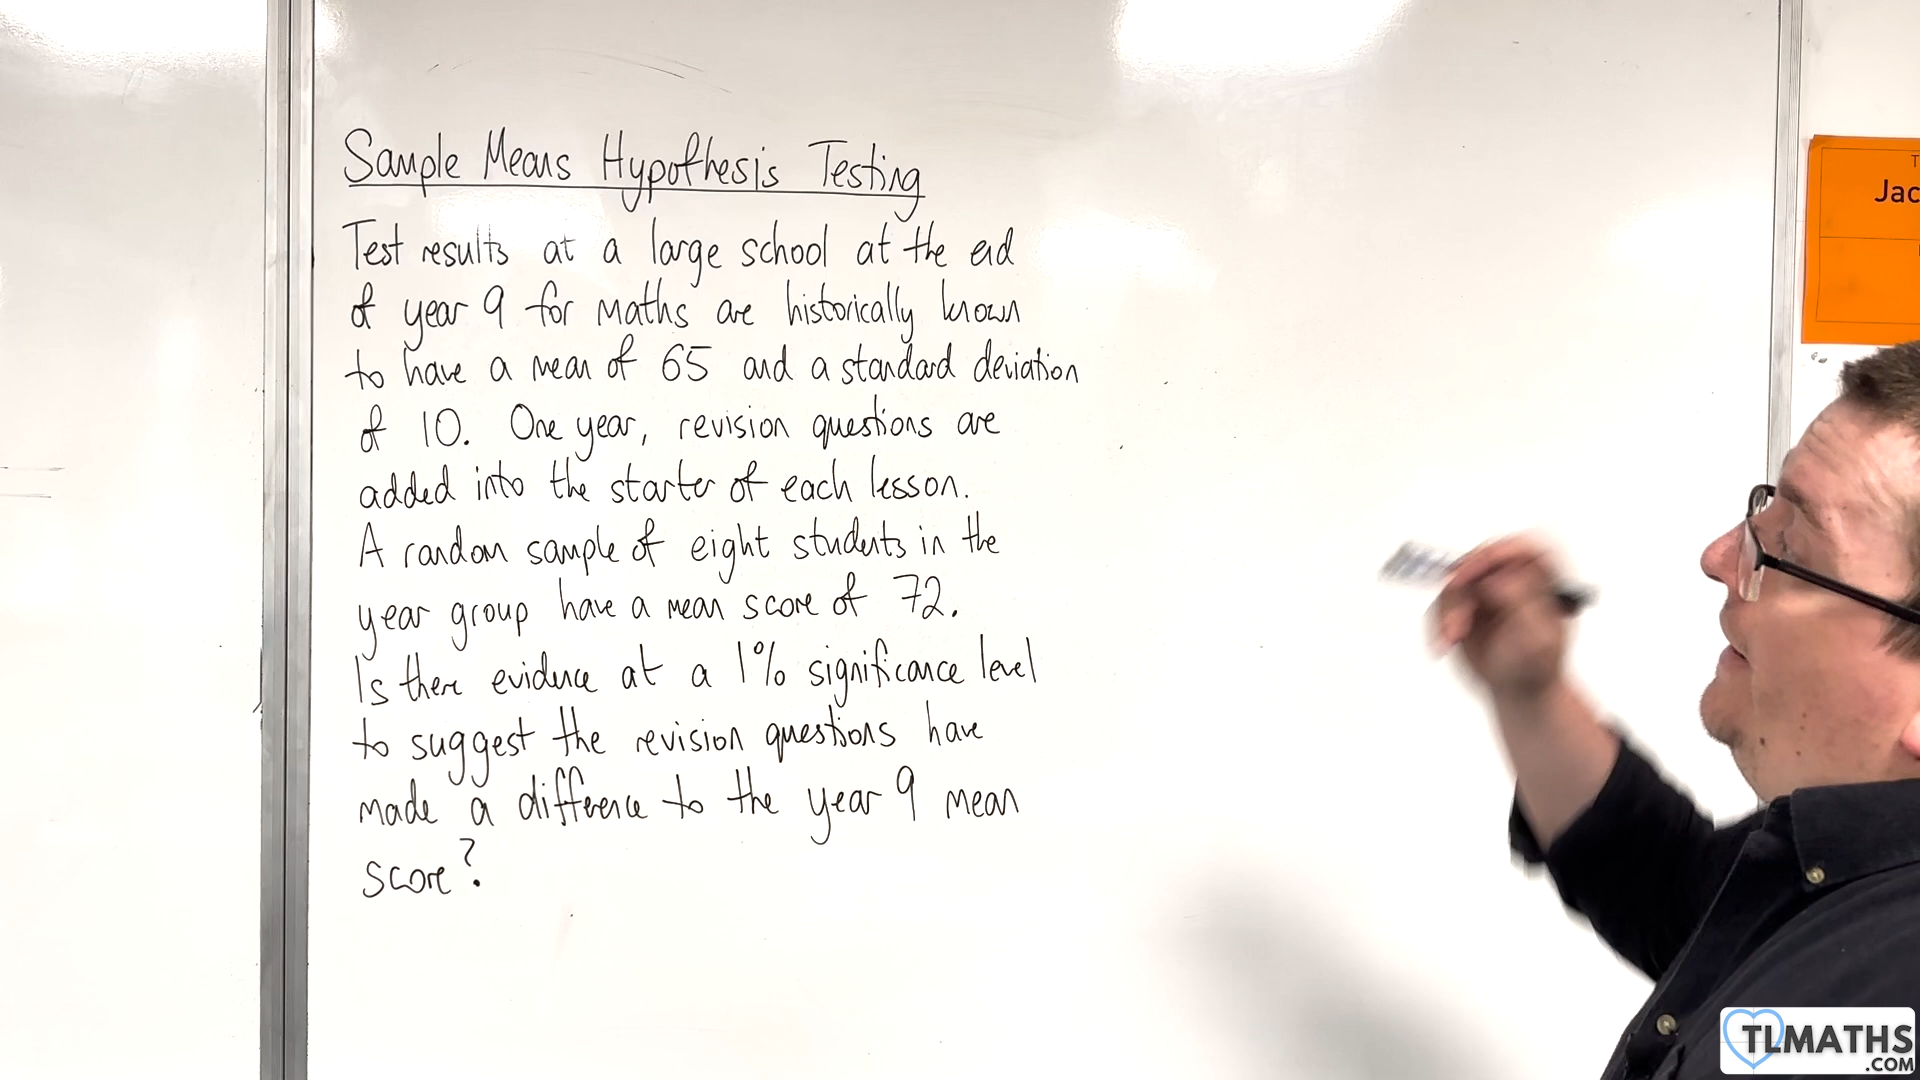 Sample Means Hypothesis Testing
Test results at a large school at the end
of year 9 for maths are historically known
to have a mean of 65 and a standard deviation
of 10. One year, revision questions are
added into the starter of each lesson.
A random sample of eight students in the
year group have a mean score of 72.
Is there evidence at a 1% significance level
to suggest the revision questions have
made a difference to the year 9 mean
score?
Jac
TLMATHS
.COM